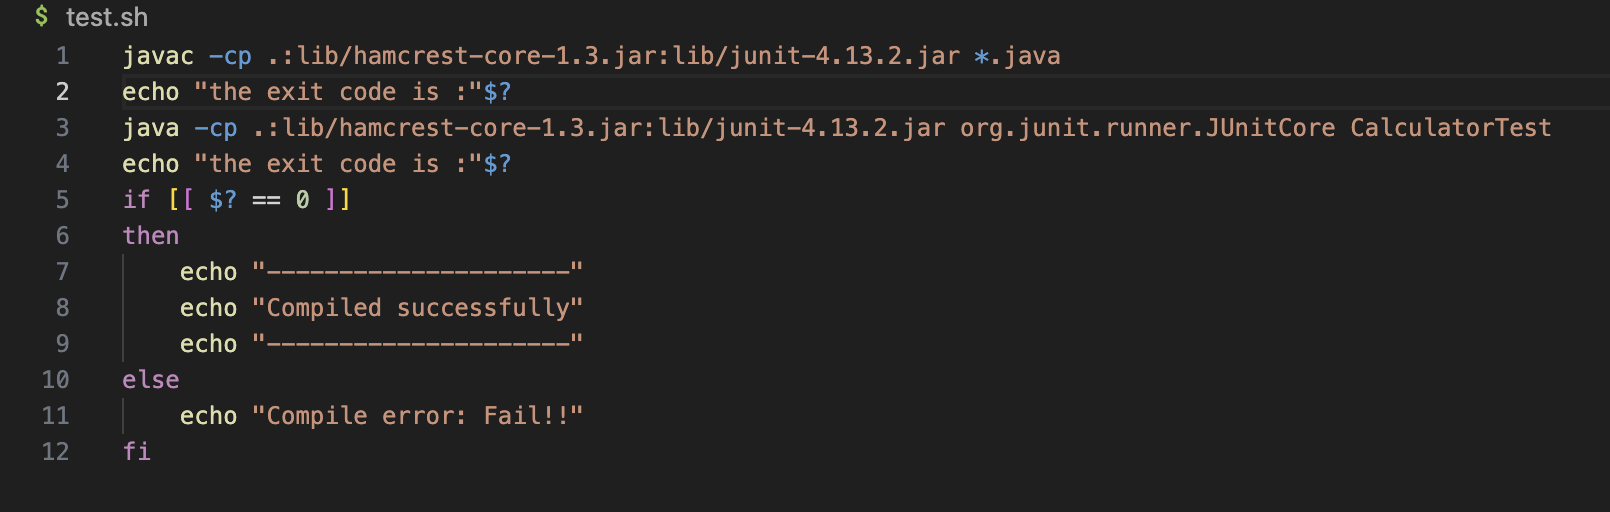 $ test.sh
1 javac -cp .:lib/hamcrest-core-1.3.jar:lib/junit-4.13.2.jar *.java
2 echo "the exit code is :"$?
3 java -cp .:lib/hamcrest-core-1.3.jar:lib/junit-4.13.2.jar org.junit.runner.JUnitCore CalculatorTest
4 echo "the exit code is :"$?
5 if [[ $? == 0 ]]
6 then
7     echo "---------------------"
8     echo "Compiled successfully"
9     echo "---------------------"
10 else
11     echo "Compile error: Fail!!"
12 fi